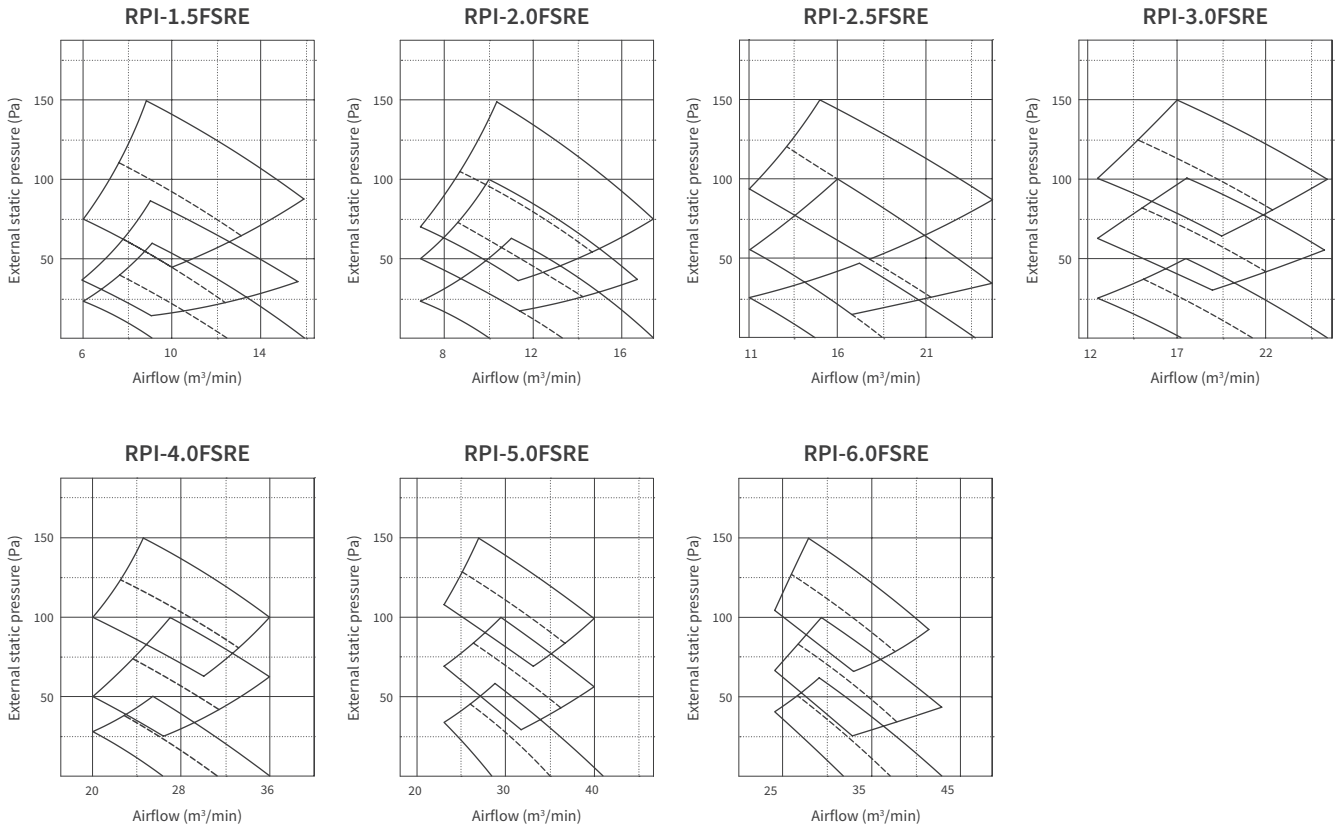 RPI-1.5FSRE
External static pressure (Pa)
150
100
50
6 10 14
Airflow (m³/min)
RPI-2.0FSRE
External static pressure (Pa)
150
100
50
8 12 16
Airflow (m³/min)
RPI-2.5FSRE
External static pressure (Pa)
150
100
50
11 16 21
Airflow (m³/min)
RPI-3.0FSRE
External static pressure (Pa)
150
100
50
12 17 22
Airflow (m³/min)
RPI-4.0FSRE
External static pressure (Pa)
150
100
50
20 28 36
Airflow (m³/min)
RPI-5.0FSRE
External static pressure (Pa)
150
100
50
20 30 40
Airflow (m³/min)
RPI-6.0FSRE
External static pressure (Pa)
150
100
50
25 35 45
Airflow (m³/min)